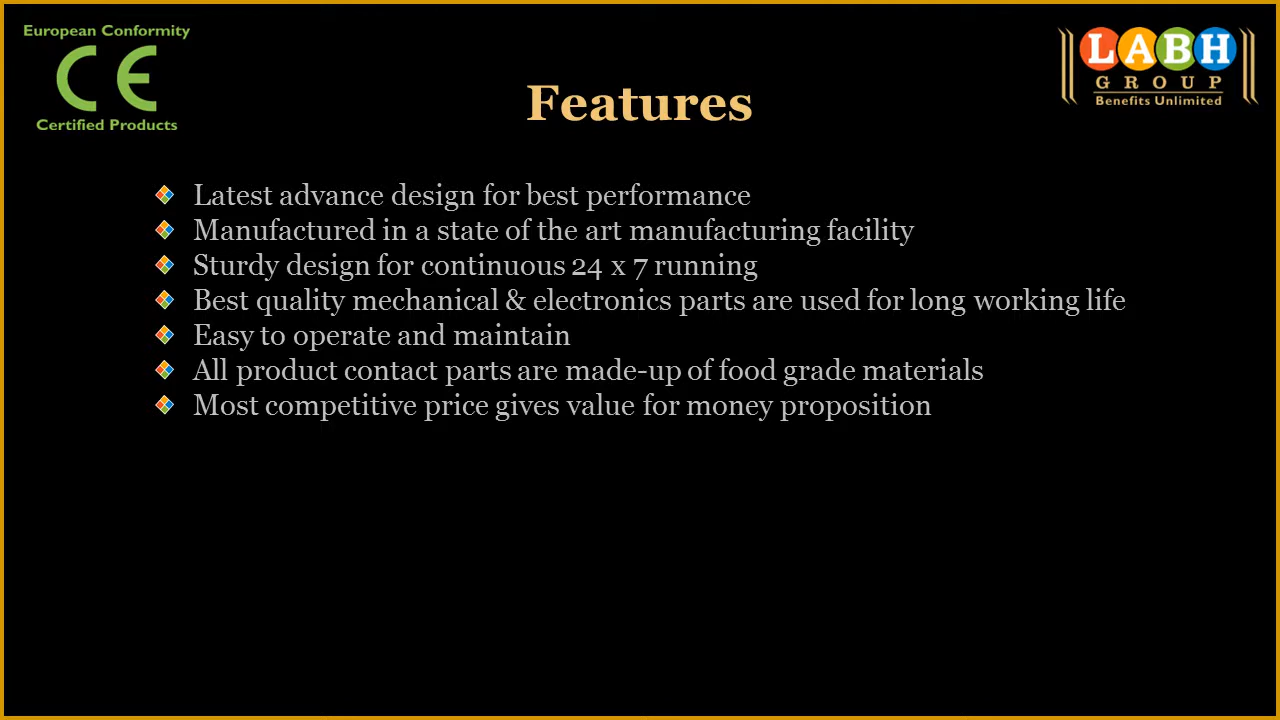 European Conformity
CE
Certified Products
LABH
GROUP
Benefits Unlimited
Features
Latest advance design for best performance
Manufactured in a state of the art manufacturing facility
Sturdy design for continuous 24 x 7 running
Best quality mechanical & electronics parts are used for long working life
Easy to operate and maintain
All product contact parts are made-up of food grade materials
Most competitive price gives value for money proposition